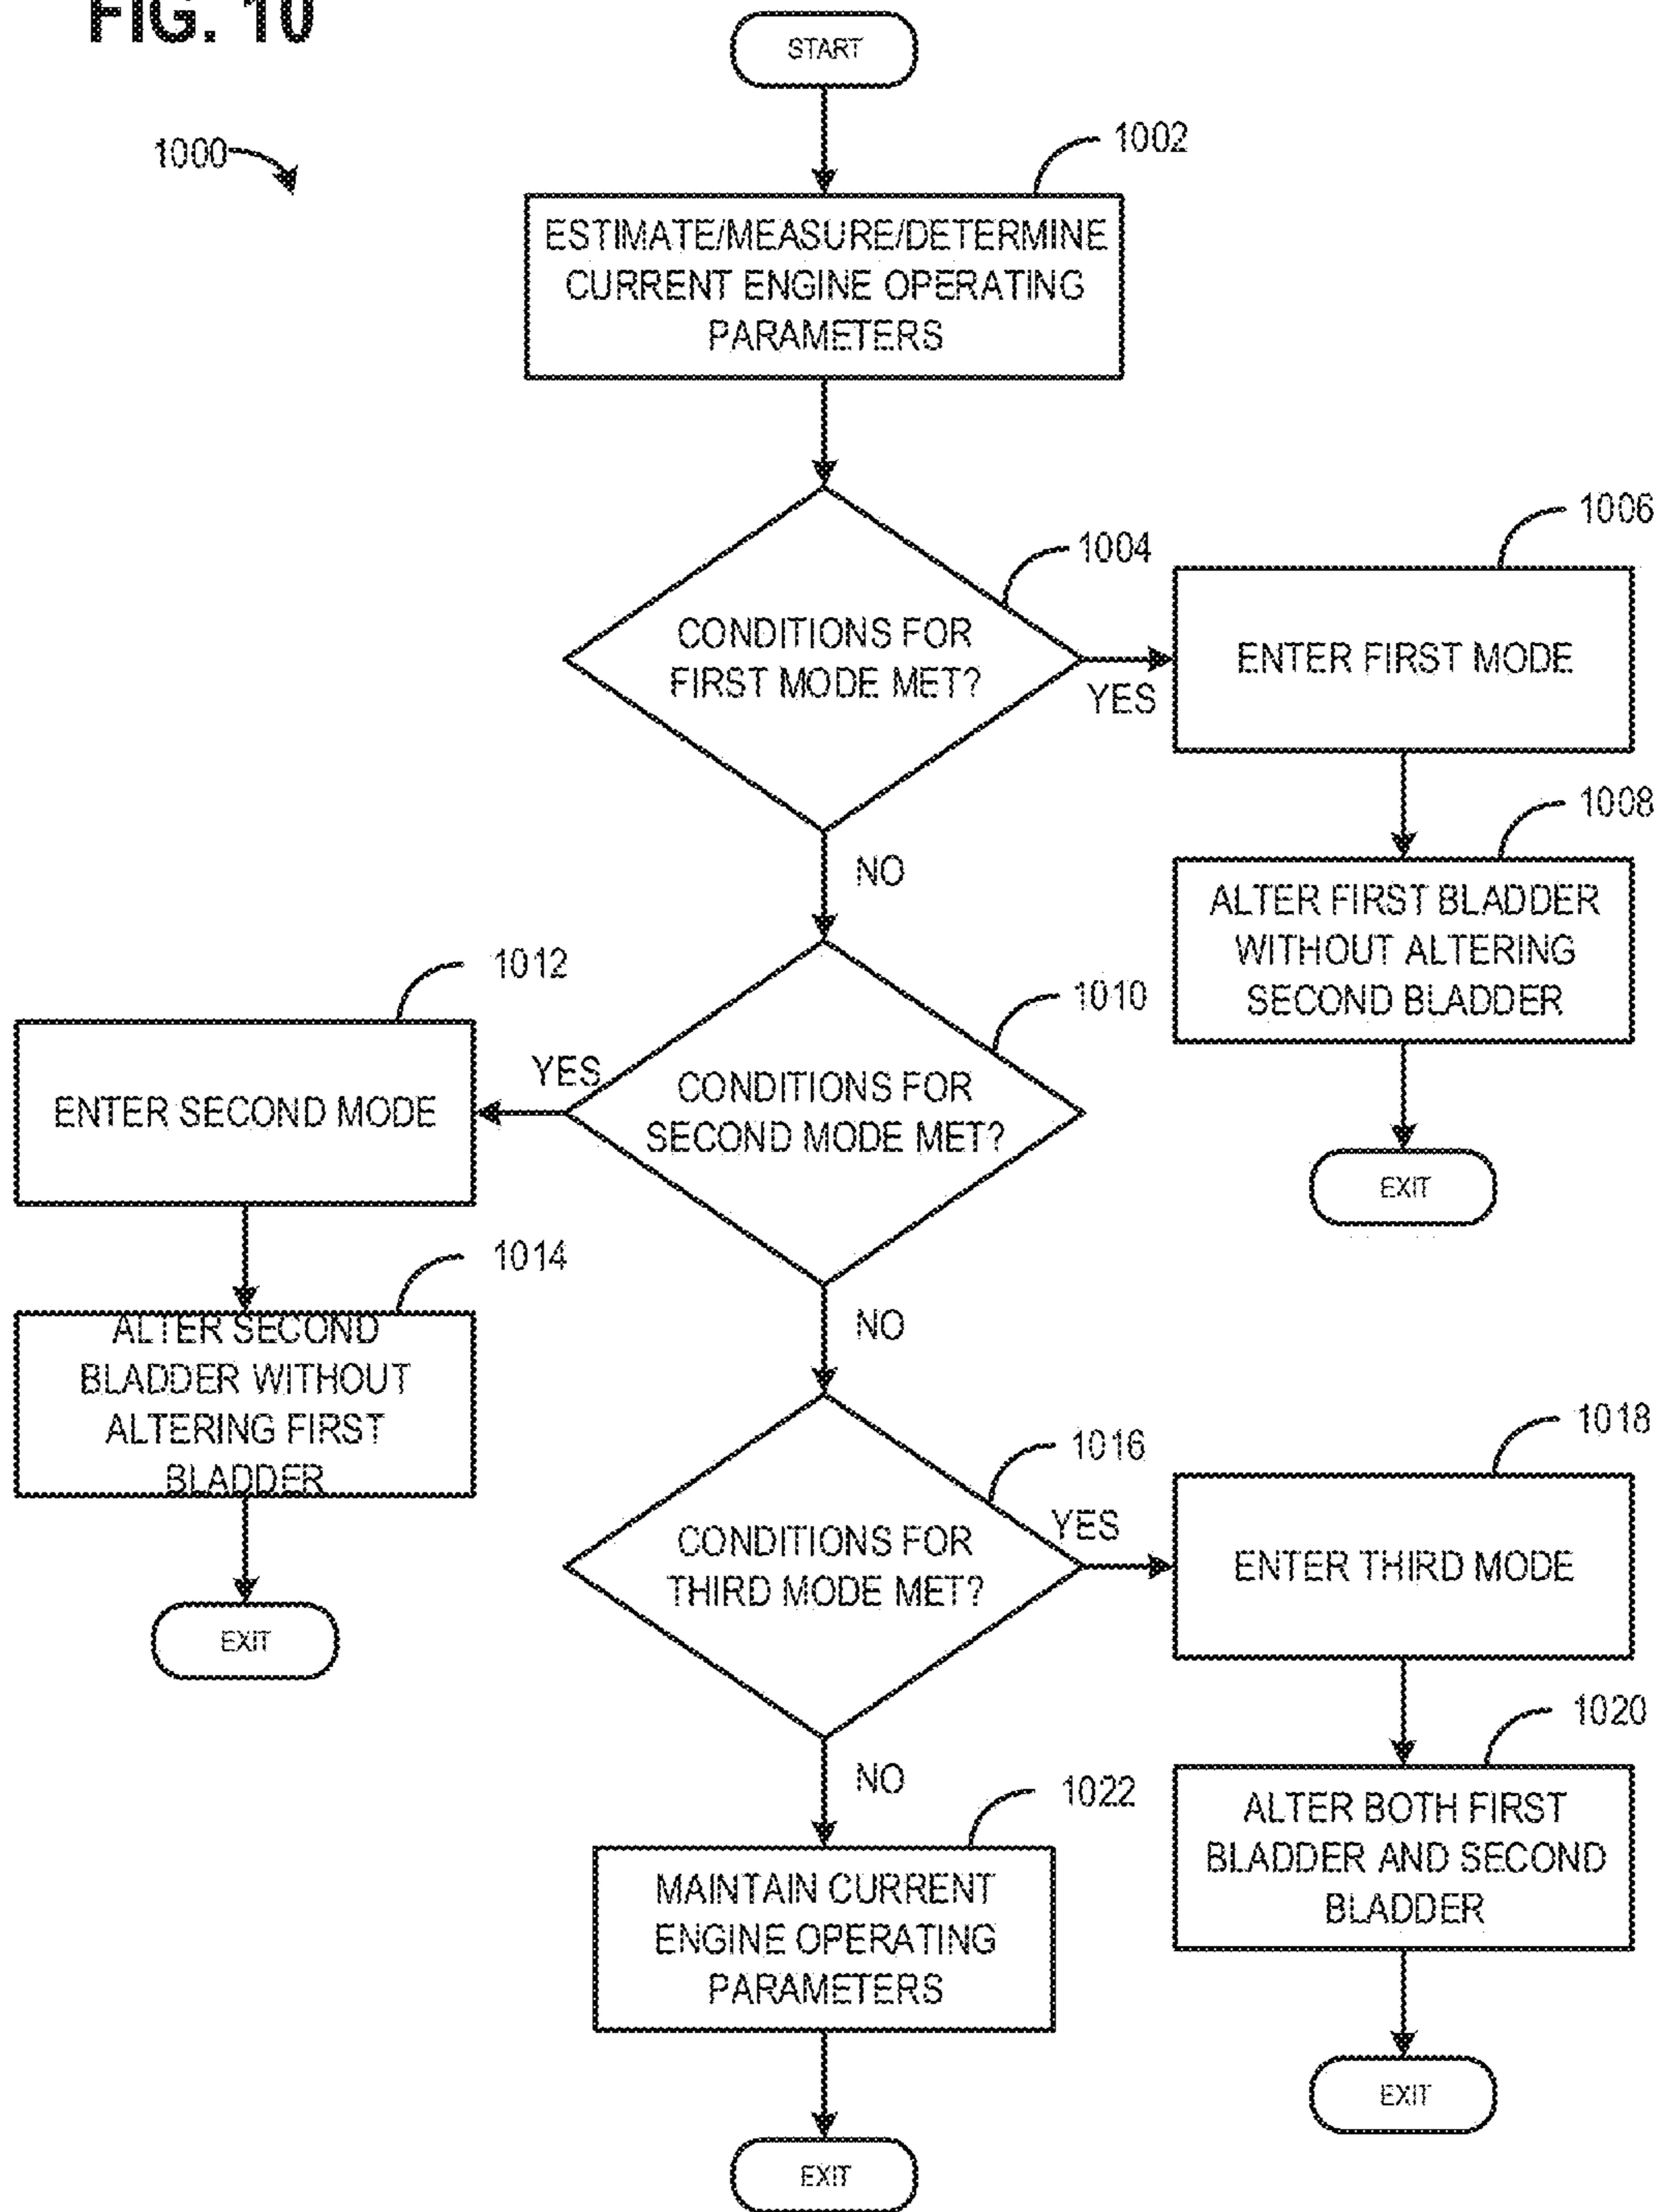 FIG. 10
START
1000
1002
ESTIMATE/MEASURE/DETERMINE
CURRENT ENGINE OPERATING
PARAMETERS
1004
CONDITIONS FOR
FIRST MODE MET?
YES
1006
ENTER FIRST MODE
1008
ALTER FIRST BLADDER
WITHOUT ALTERING
SECOND BLADDER
EXIT
NO
1010
CONDITIONS FOR
SECOND MODE MET?
YES
1012
ENTER SECOND MODE
1014
ALTER SECOND
BLADDER WITHOUT
ALTERING FIRST
BLADDER
EXIT
NO
1016
CONDITIONS FOR
THIRD MODE MET?
YES
1018
ENTER THIRD MODE
1020
ALTER BOTH FIRST
BLADDER AND SECOND
BLADDER
EXIT
NO
1022
MAINTAIN CURRENT
ENGINE OPERATING
PARAMETERS
EXIT